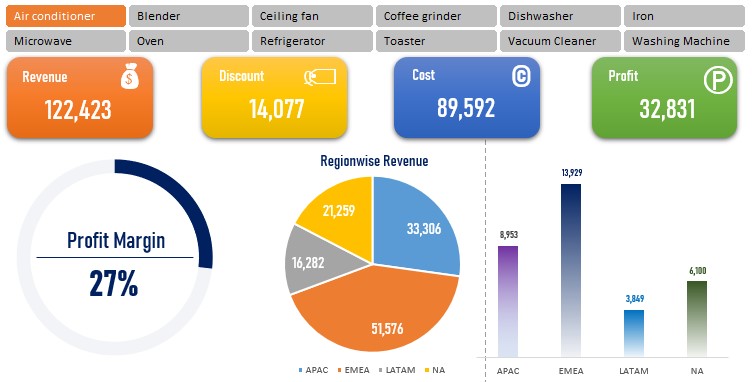 Air conditioner
Blender
Ceiling fan
Coffee grinder
Dishwasher
Iron
Microwave
Oven
Refrigerator
Toaster
Vacuum Cleaner
Washing Machine
Revenue
$
122,423
Discount
14,077
Cost
©
89,592
Profit
Ⓟ
32,831
Profit Margin
27%
Regionwise Revenue
33,306
51,576
16,282
21,259
APAC EMEA LATAM NA
8,953
13,929
3,849
6,100
APAC EMEA LATAM NA